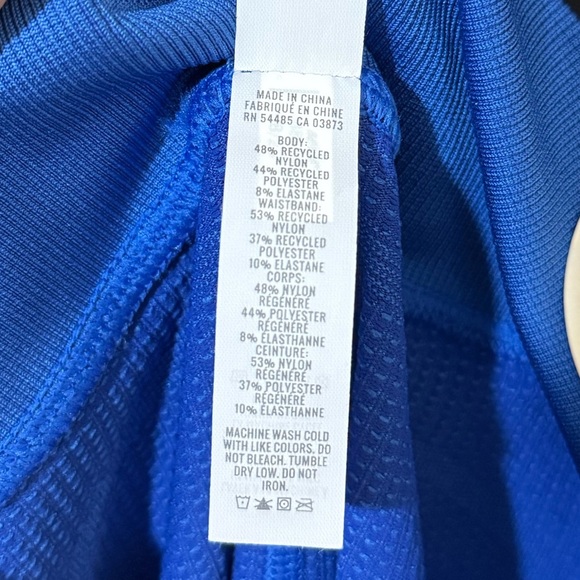 MADE IN CHINA
FABRIQUÉ EN CHINE
RN 54485 CA 03873
BODY:
48% RECYCLED
NYLON
44% RECYCLED
POLYESTER
8% ELASTANE
WAISTBAND:
53% RECYCLED
NYLON
37% RECYCLED
POLYESTER
10% ELASTANE
CORPS:
48% NYLON
RÉGÉNÉRÉ
44% POLYESTER
RÉGÉNÉRÉ
8% ÉLASTHANNE
CEINTURE:
53% NYLON
RÉGÉNÉRÉ
37% POLYESTER
RÉGÉNÉRÉ
10% ÉLASTHANNE
MACHINE WASH COLD
WITH LIKE COLORS. DO
NOT BLEACH. TUMBLE
DRY LOW. DO NOT
IRON.